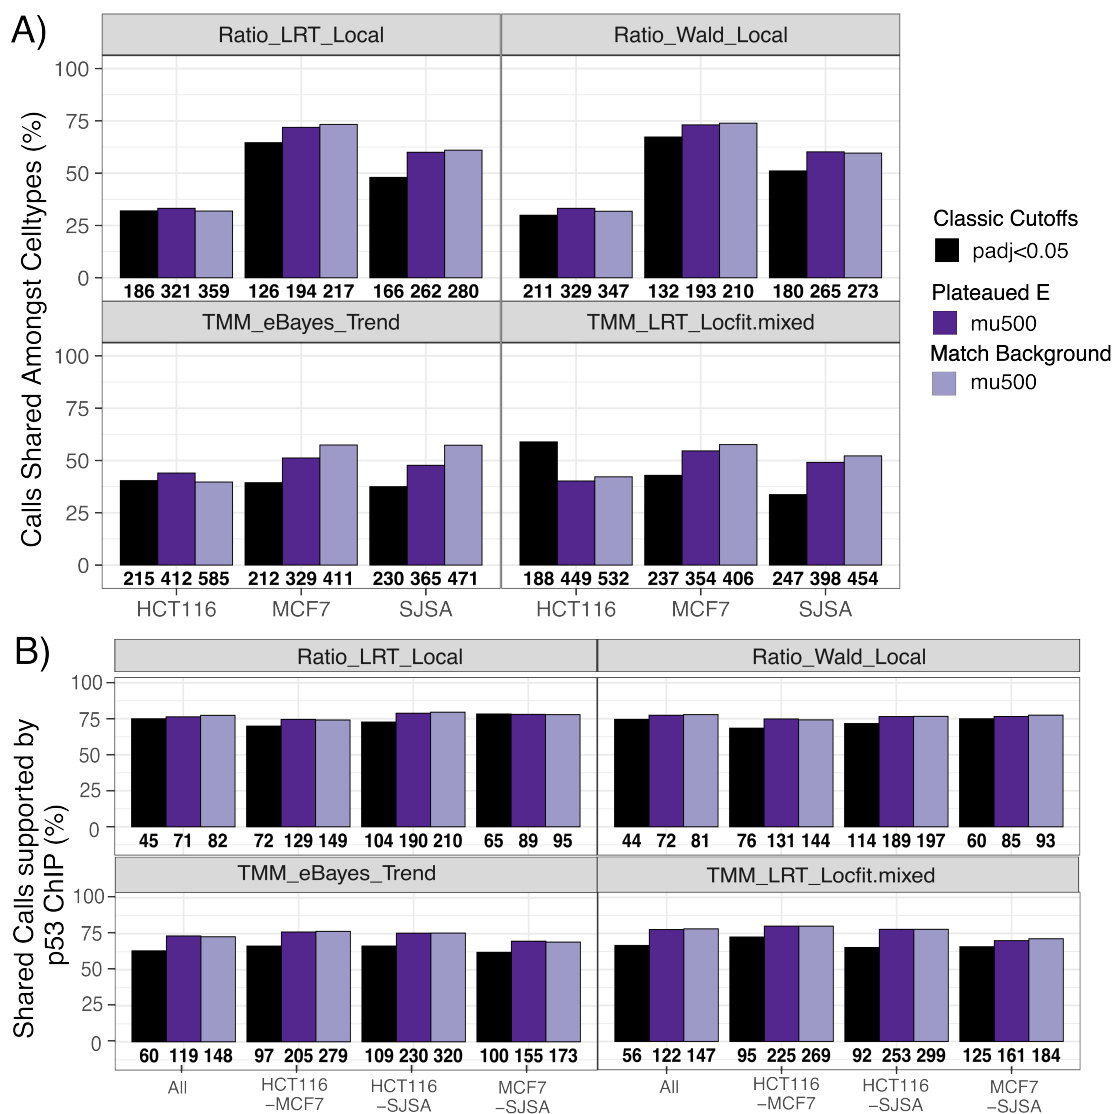 A)
Calls Shared Amongst Celltypes (%)
Ratio_LRT_Local
Ratio_Wald_Local
100
75
50
25
0
186 321 359 126 194 217 166 262 280
211 329 347 132 193 210 180 265 273
TMM_eBayes_Trend
TMM_LRT_Locfit.mixed
100
75
50
25
0
215 412 585 212 329 411 230 365 471
188 449 532 237 354 406 247 398 454
HCT116 MCF7 SJSA
HCT116 MCF7 SJSA
Classic Cutoffs
padj<0.05
Plateaued E
mu500
Match Background
mu500
B)
Shared Calls supported by
p53 ChIP (%)
Ratio_LRT_Local
Ratio_Wald_Local
100
75
50
25
0
45 71 82 72 129 149 104 190 210 65 89 95
44 72 81 76 131 144 114 189 197 60 85 93
TMM_eBayes_Trend
TMM_LRT_Locfit.mixed
100
75
50
25
0
60 119 148 97 205 279 109 230 320 100 155 173
56 122 147 95 225 269 92 253 299 125 161 184
All
HCT116
–MCF7
HCT116
–SJSA
MCF7
–SJSA
All
HCT116
–MCF7
HCT116
–SJSA
MCF7
–SJSA